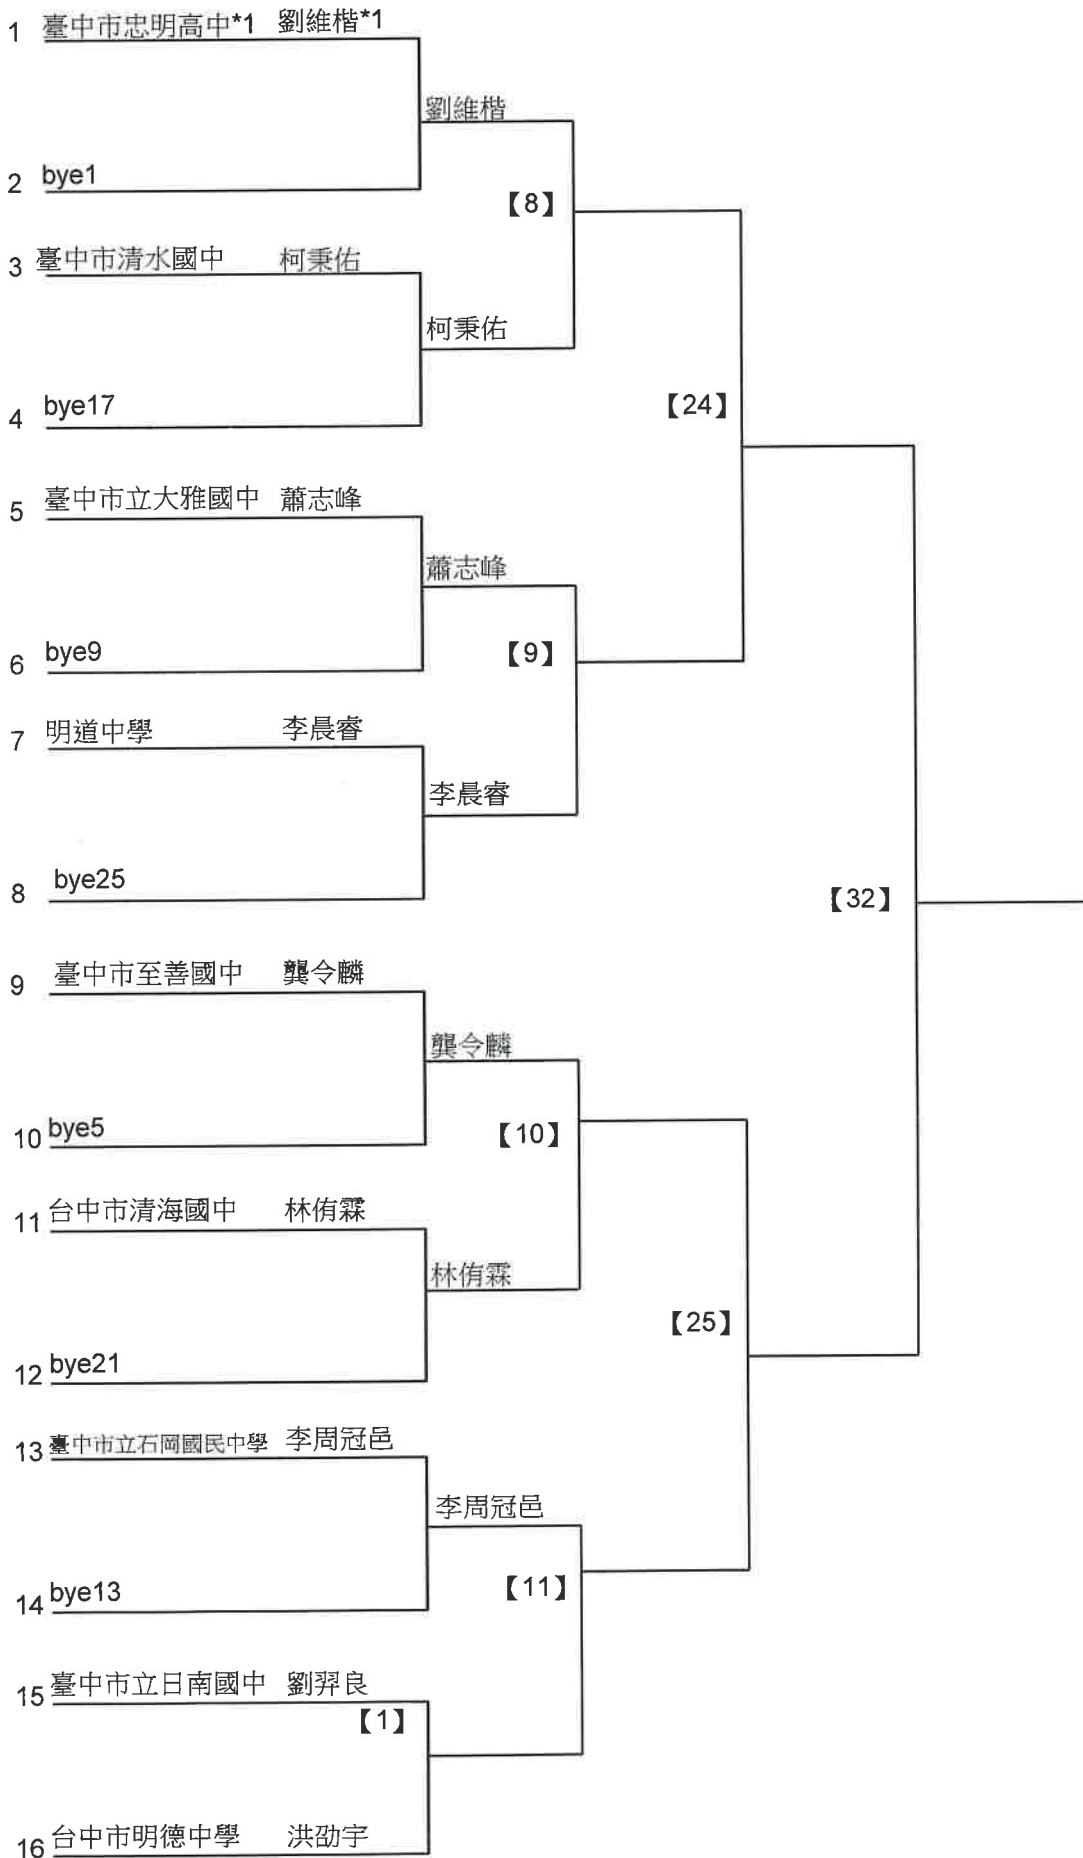 1 臺中市忠明高中*1 劉維楷*1
劉維楷
2 bye1
【8】
3 臺中市清水國中 柯秉佑
柯秉佑
4 bye17
【24】
5 臺中市立大雅國中 蕭志峰
蕭志峰
6 bye9
【9】
7 明道中學 李晨睿
李晨睿
8 bye25
【32】
9 臺中市至善國中 龔令麟
龔令麟
10 bye5
【10】
11 台中市清海國中 林侑霖
林侑霖
【25】
12 bye21
13 臺中市立石岡國民中學 李周冠邑
李周冠邑
14 bye13
【11】
15 臺中市立日南國中 劉羿良
【1】
16 台中市明德中學 洪劭宇